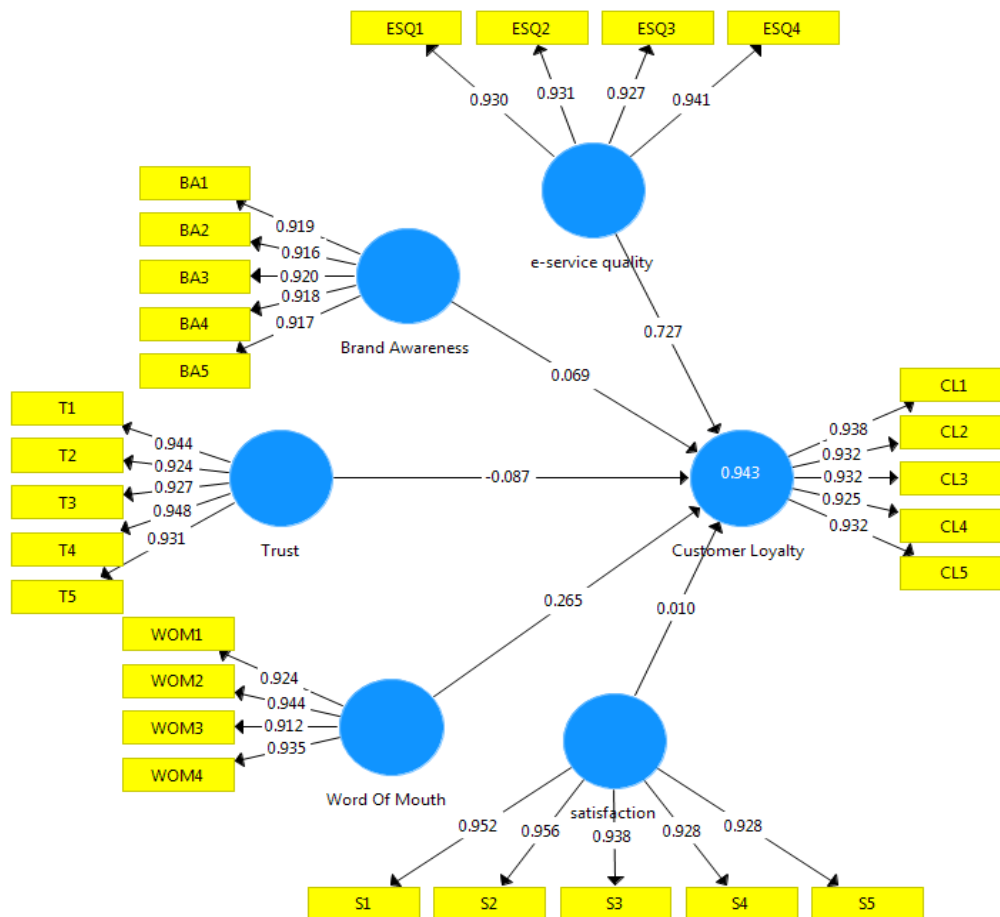 ESQ1
ESQ2
ESQ3
ESQ4
0.930
0.931
0.927
0.941
e-service quality
0.727
BA1
BA2
BA3
BA4
BA5
0.919
0.916
0.920
0.918
0.917
Brand Awareness
0.069
T1
T2
T3
T4
T5
0.944
0.924
0.927
0.948
0.931
Trust
-0.087
0.943
Customer Loyalty
0.938
0.932
0.932
0.925
0.932
CL1
CL2
CL3
CL4
CL5
WOM1
WOM2
WOM3
WOM4
0.924
0.944
0.912
0.935
Word Of Mouth
0.265
0.010
satisfaction
0.952
0.956
0.938
0.928
0.928
S1
S2
S3
S4
S5